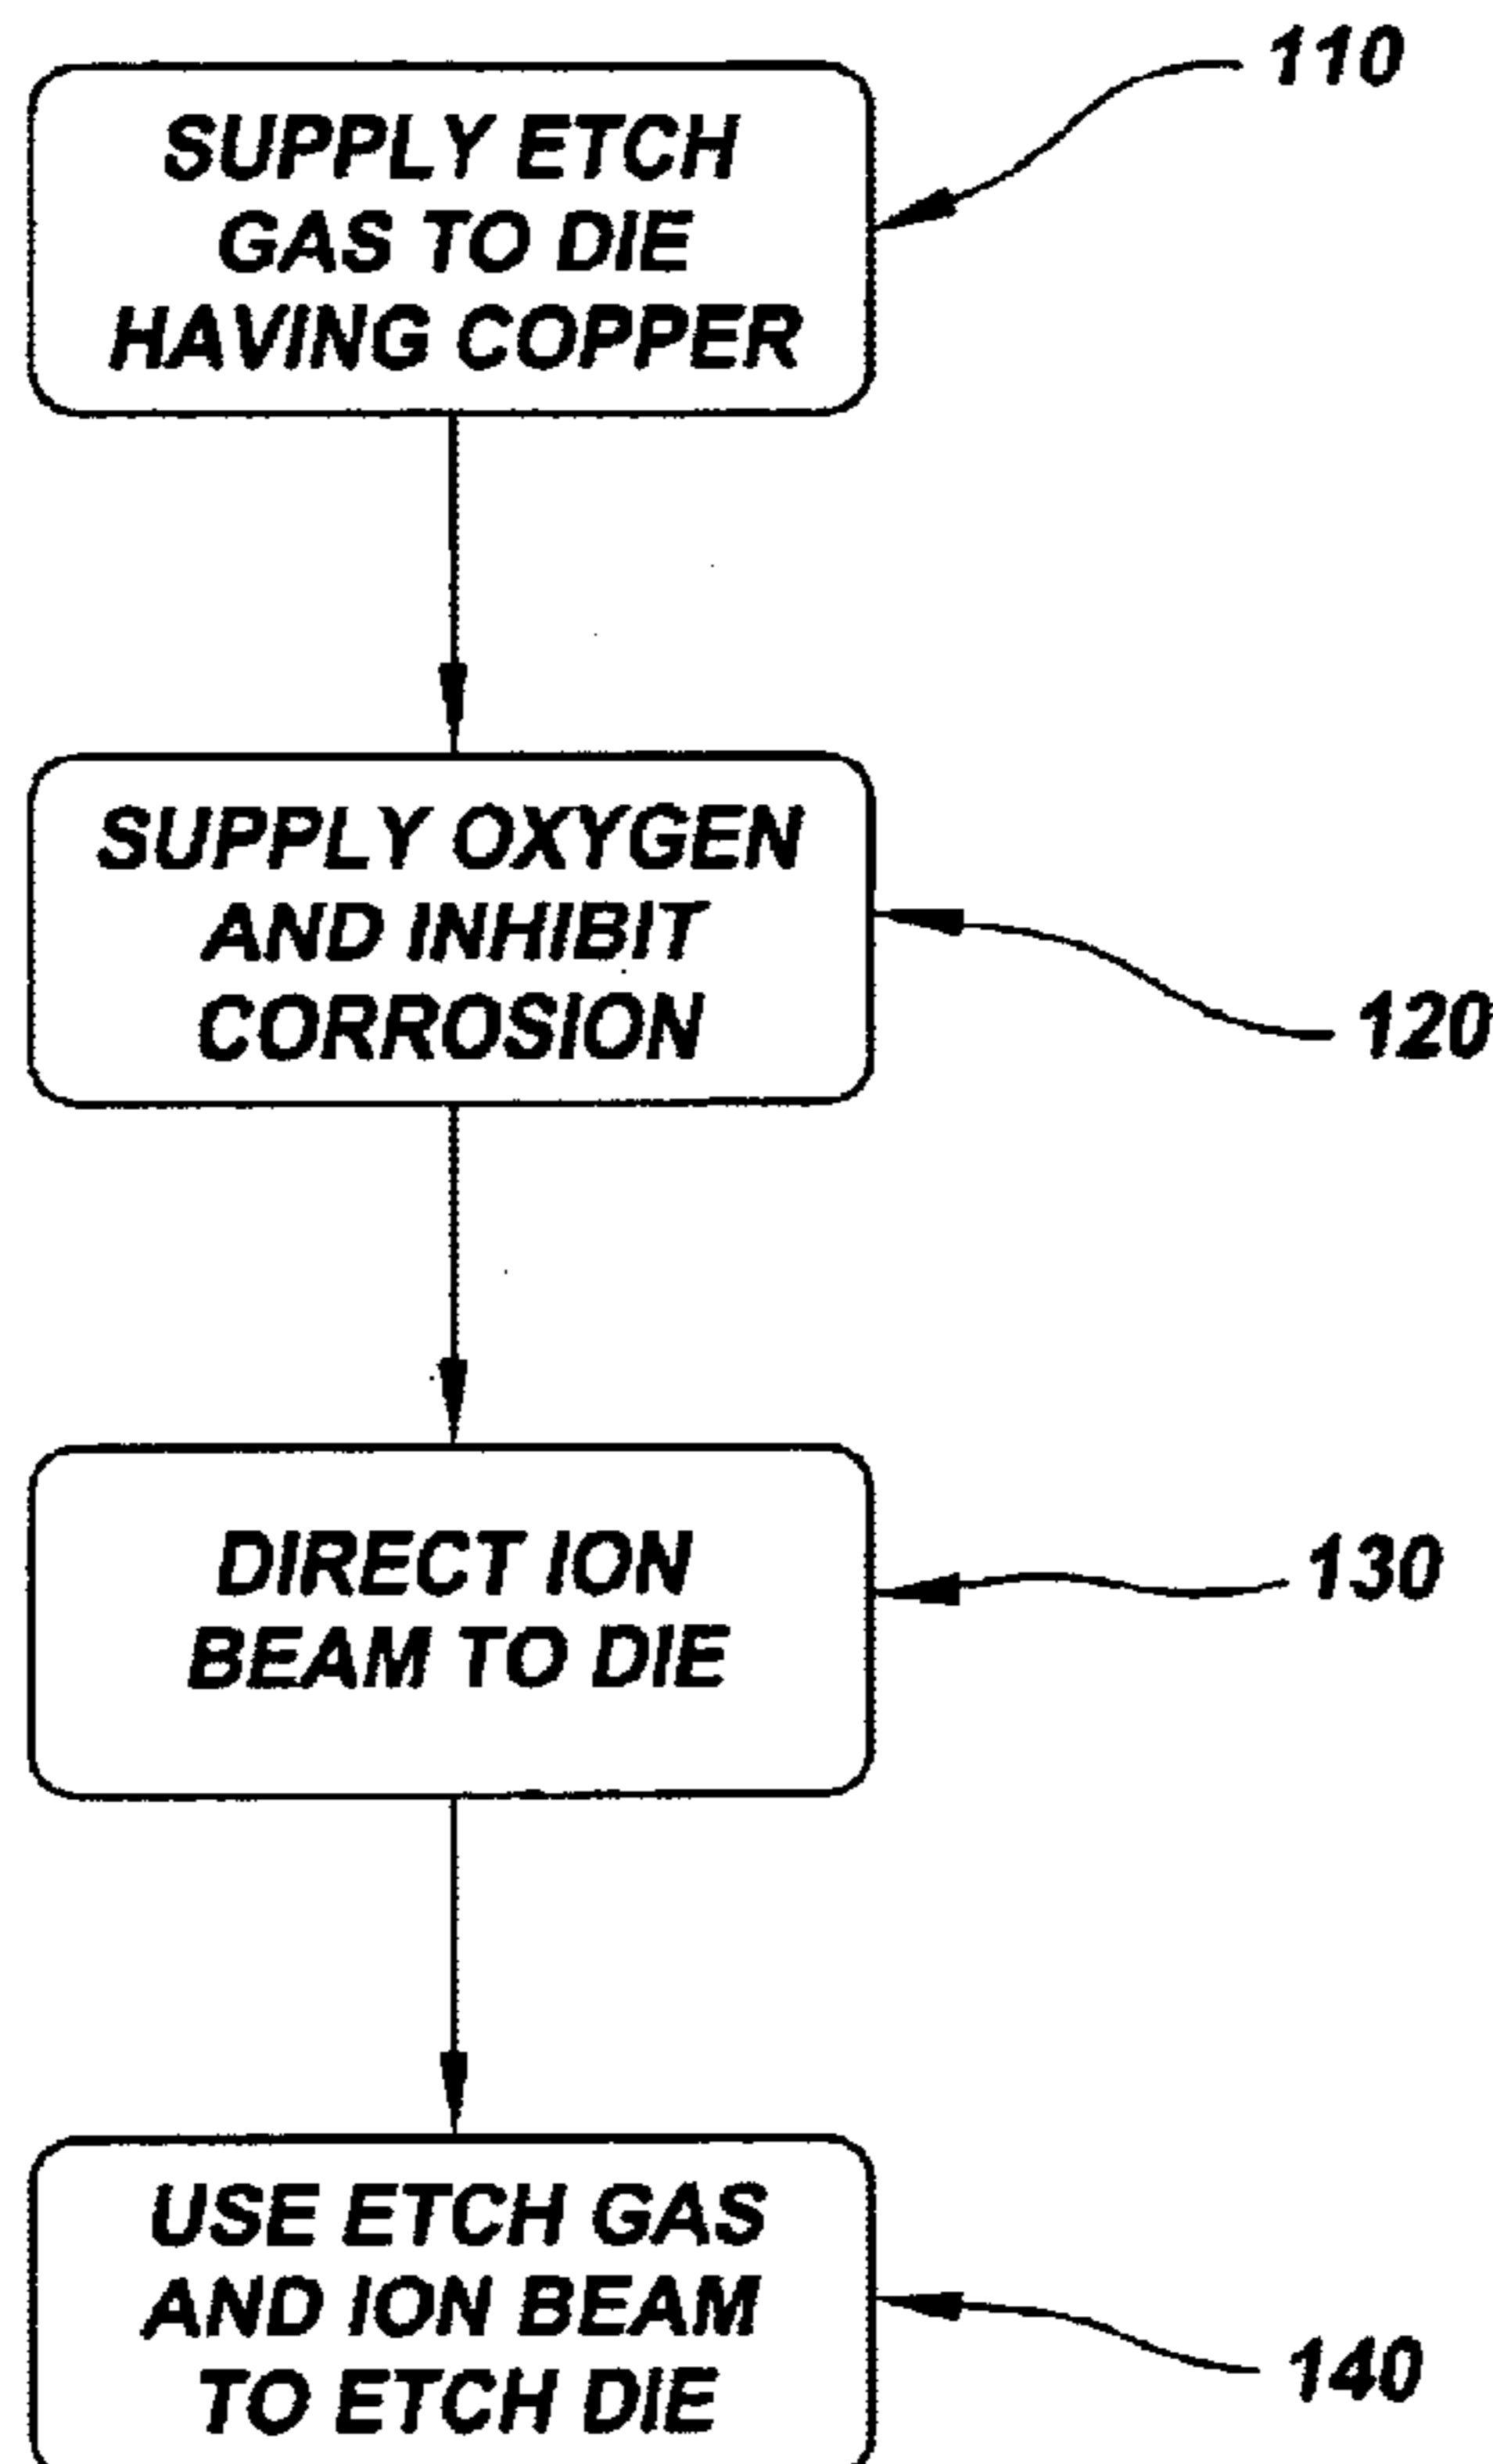 110
SUPPLY ETCH
GAS TO DIE
HAVING COPPER
SUPPLY OXYGEN
AND INHIBIT
CORROSION
120
DIRECT ION
BEAM TO DIE
130
USE ETCH GAS
AND ION BEAM
TO ETCH DIE
140